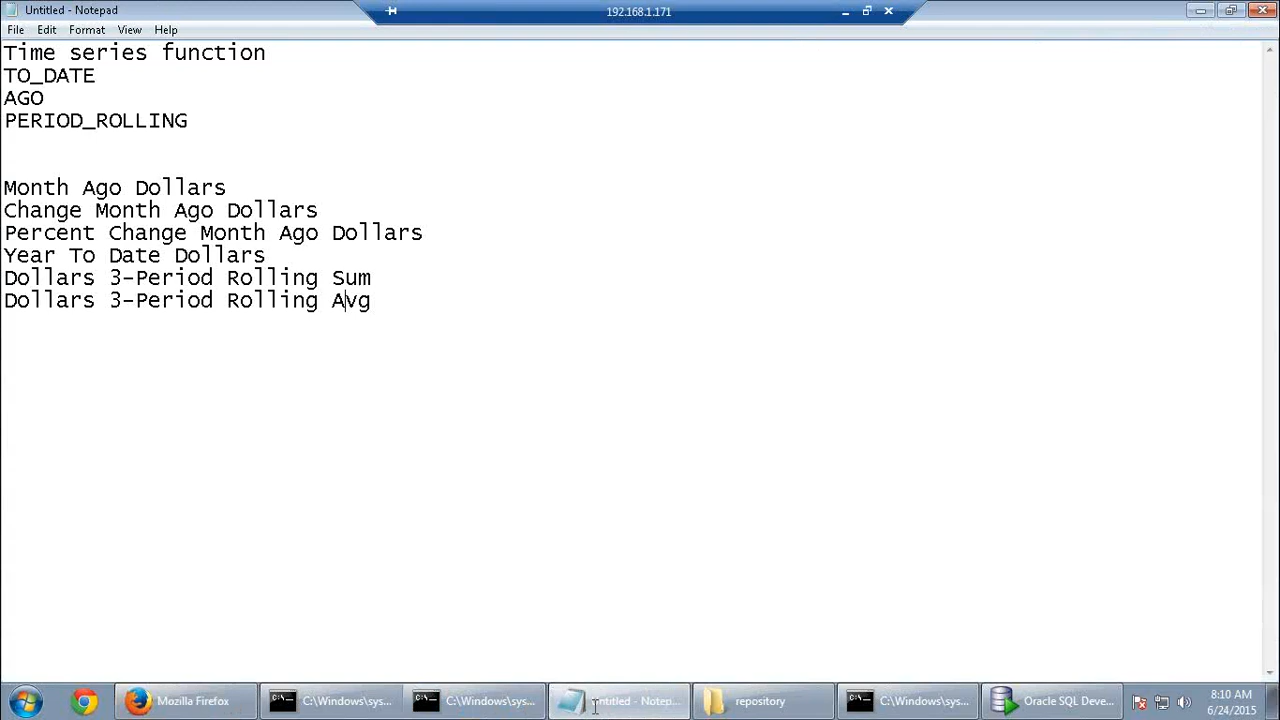 Untitled - Notepad
192.168.1.171
File Edit Format View Help
Time series function
TO_DATE
AGO
PERIOD_ROLLING
Month Ago Dollars
Change Month Ago Dollars
Percent Change Month Ago Dollars
Year To Date Dollars
Dollars 3-Period Rolling Sum
Dollars 3-Period Rolling Avg
Mozilla Firefox
C:\Windows\sys...
C:\Windows\sys...
Untitled - Notep...
repository
C:\Windows\sys...
Oracle SQL Deve...
8:10 AM
6/24/2015